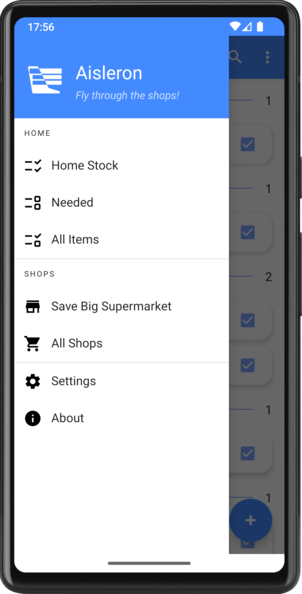 17:56
Aisleron
Fly through the shops!
HOME
Home Stock
Needed
All Items
SHOPS
Save Big Supermarket
All Shops
Settings
About
1
1
2
1
1